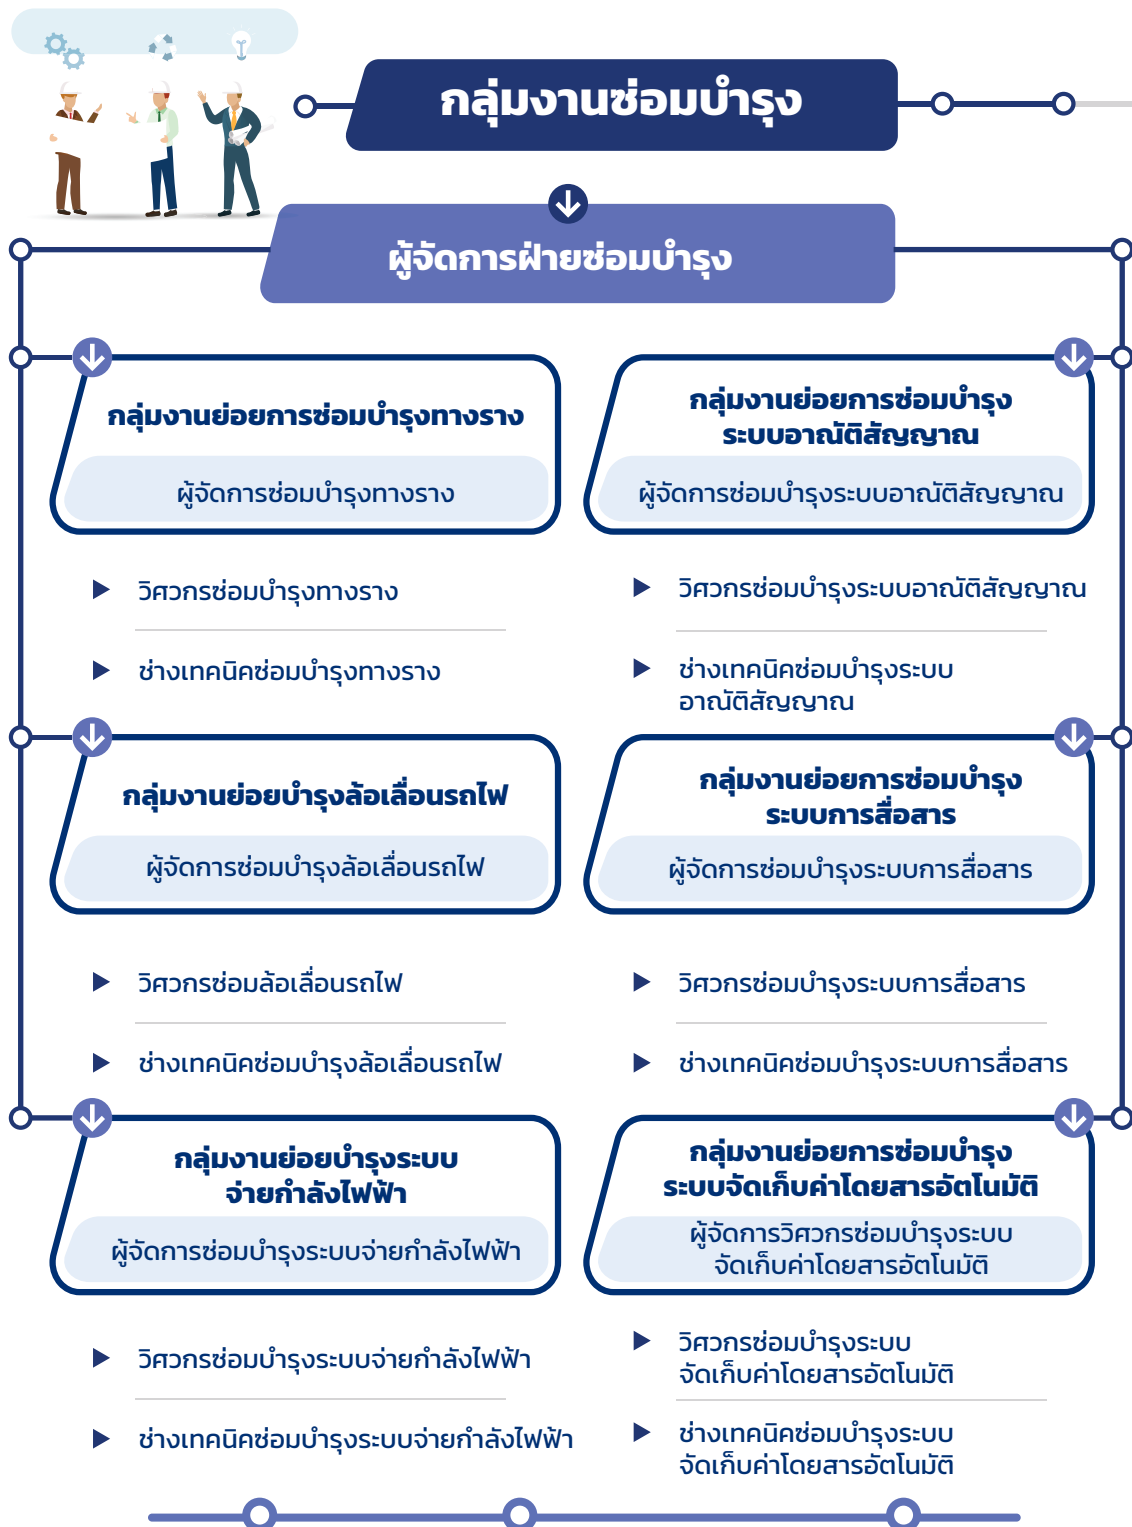 กลุ่มงานซ่อมบำรุง
ผู้จัดการฝ่ายซ่อมบำรุง
กลุ่มงานย่อยการซ่อมบำรุงทางราง
ผู้จัดการซ่อมบำรุงทางราง
วิศวกรซ่อมบำรุงทางราง
ช่างเทคนิคซ่อมบำรุงทางราง
กลุ่มงานย่อยการซ่อมบำรุง
ระบบอาณัติสัญญาณ
ผู้จัดการซ่อมบำรุงระบบอาณัติสัญญาณ
วิศวกรซ่อมบำรุงระบบอาณัติสัญญาณ
ช่างเทคนิคซ่อมบำรุงระบบ
อาณัติสัญญาณ
กลุ่มงานย่อยบำรุงล้อเลื่อนรถไฟ
ผู้จัดการซ่อมบำรุงล้อเลื่อนรถไฟ
วิศวกรซ่อมล้อเลื่อนรถไฟ
ช่างเทคนิคซ่อมบำรุงล้อเลื่อนรถไฟ
กลุ่มงานย่อยการซ่อมบำรุง
ระบบการสื่อสาร
ผู้จัดการซ่อมบำรุงระบบการสื่อสาร
วิศวกรซ่อมบำรุงระบบการสื่อสาร
ช่างเทคนิคซ่อมบำรุงระบบการสื่อสาร
กลุ่มงานย่อยบำรุงระบบ
จ่ายกำลังไฟฟ้า
ผู้จัดการซ่อมบำรุงระบบจ่ายกำลังไฟฟ้า
วิศวกรซ่อมบำรุงระบบจ่ายกำลังไฟฟ้า
ช่างเทคนิคซ่อมบำรุงระบบจ่ายกำลังไฟฟ้า
กลุ่มงานย่อยการซ่อมบำรุง
ระบบจัดเก็บค่าโดยสารอัตโนมัติ
ผู้จัดการวิศวกรซ่อมบำรุงระบบ
จัดเก็บค่าโดยสารอัตโนมัติ
วิศวกรซ่อมบำรุงระบบ
จัดเก็บค่าโดยสารอัตโนมัติ
ช่างเทคนิคซ่อมบำรุงระบบ
จัดเก็บค่าโดยสารอัตโนมัติ